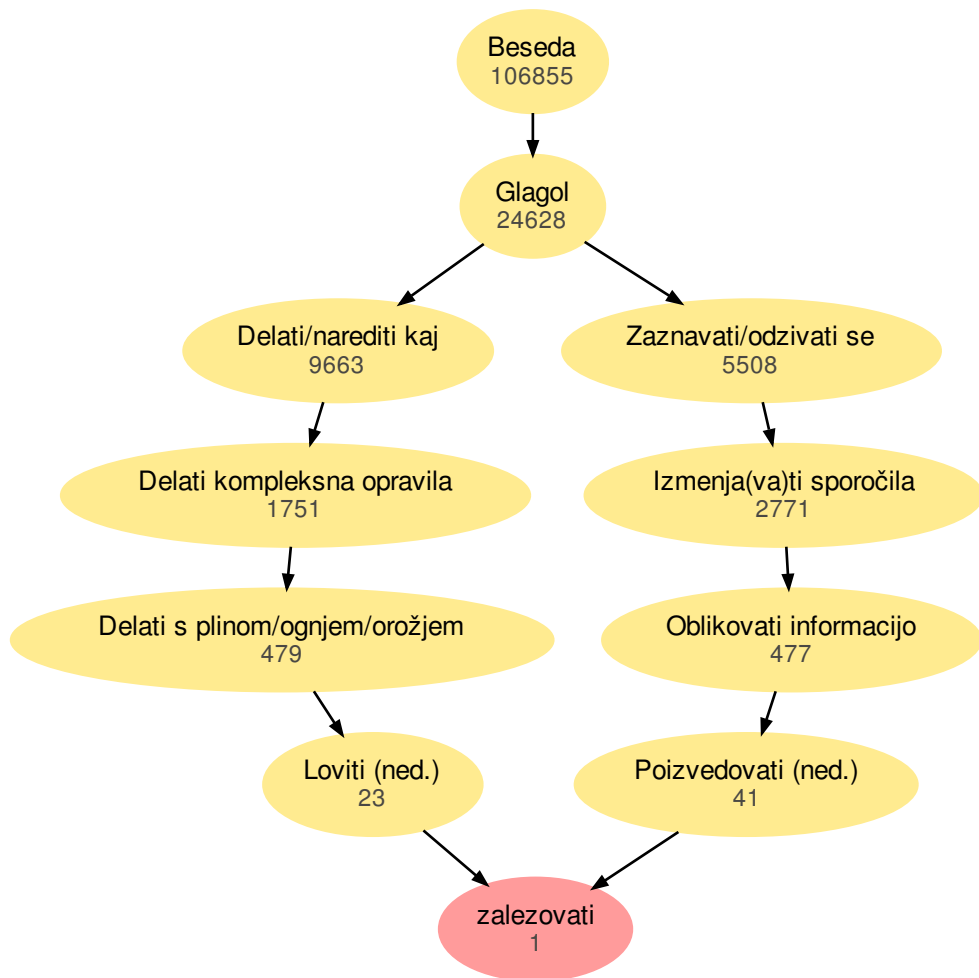 Beseda
106855
Glagol
24628
Delati/narediti kaj
9663
Zaznavati/odzivati se
5508
Delati kompleksna opravila
1751
Izmenja(va)ti sporočila
2771
Delati s plinom/ognjem/orožjem
479
Oblikovati informacijo
477
Loviti (ned.)
23
Poizvedovati (ned.)
41
zalezovati
1